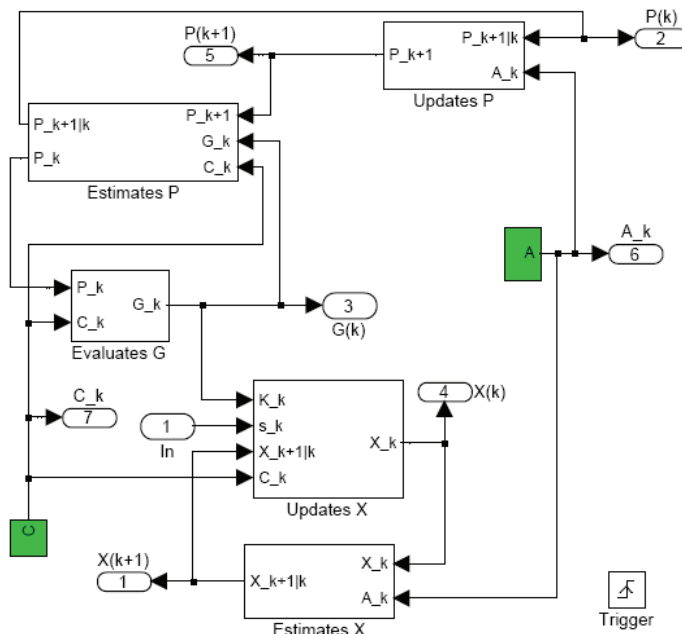 P(k+1)
5
P_k+1
P_k+1|k
A_k
Updates P
P(k)
2
P_k+1|k
P_k
P_k+1
G_k
C_k
Estimates P
A
A_k
6
P_k
C_k
G_k
Evaluates G
3
G(k)
C_k
7
1
In
K_k
s_k
X_k+1|k
C_k
X_k
Updates X
4
X(k)
C
X(k+1)
1
X_k+1|k
X_k
A_k
Estimates X
Trigger